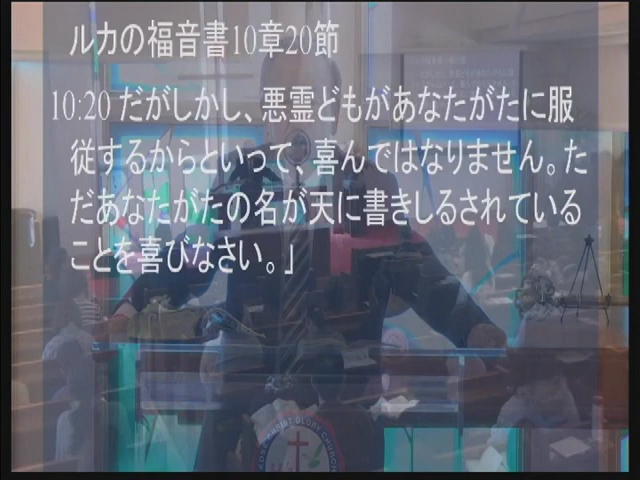 ルカの福音書10章20節
10:20 だがしかし、悪霊どもがあなたがたに服
従するからといって、喜んではなりません。た
だあなたがたの名が天に書きしるされている
ことを喜びなさい。」
CHRIST GLORY CHURCH